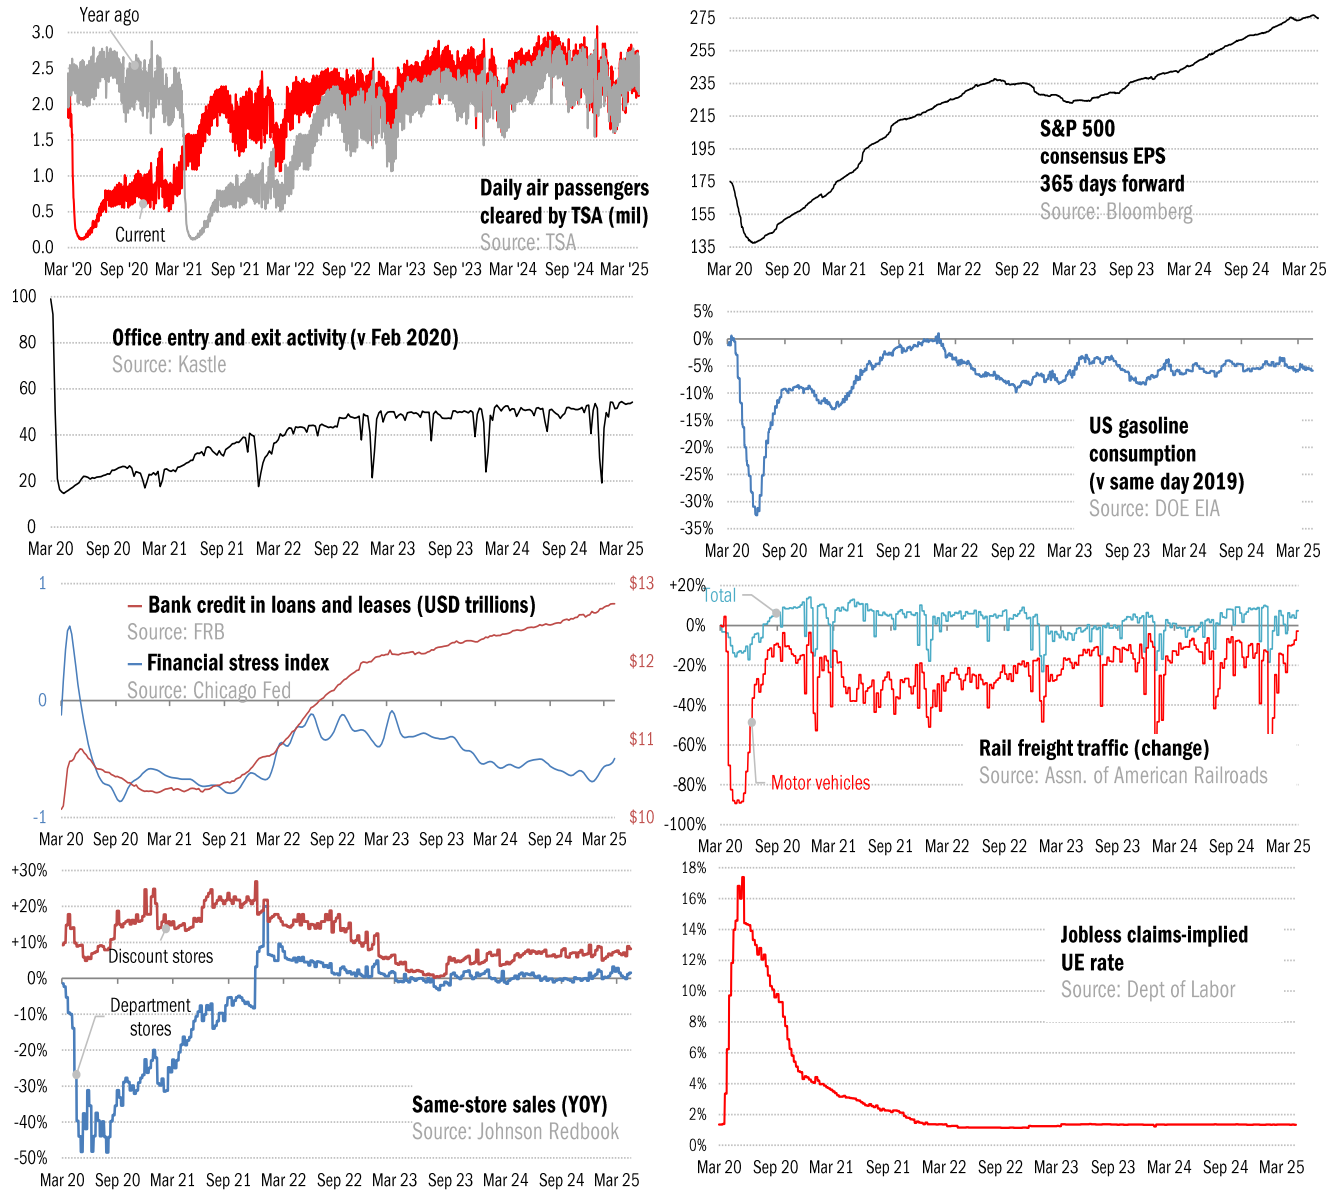 Year ago
3.0
2.5
2.0
1.5
1.0
0.5
0.0
Daily air passengers
cleared by TSA (mil)
Source: TSA
Current
Mar '20 Sep '20 Mar '21 Sep '21 Mar '22 Sep '22 Mar '23 Sep '23 Mar '24 Sep '24 Mar '25
275
255
235
215
195
175
155
135
S&P 500
consensus EPS
365 days forward
Source: Bloomberg
Mar 20 Sep 20 Mar 21 Sep 21 Mar 22 Sep 22 Mar 23 Sep 23 Mar 24 Sep 24 Mar 25
100
80
60
40
20
0
Office entry and exit activity (v Feb 2020)
Source: Kastle
Mar 20 Sep 20 Mar 21 Sep 21 Mar 22 Sep 22 Mar 23 Sep 23 Mar 24 Sep 24 Mar 25
5%
0%
-5%
-10%
-15%
-20%
-25%
-30%
-35%
US gasoline
consumption
(v same day 2019)
Source: DOE EIA
Mar 20 Sep 20 Mar 21 Sep 21 Mar 22 Sep 22 Mar 23 Sep 23 Mar 24 Sep 24 Mar 25
1
0
-1
$13
$12
$11
$10
Bank credit in loans and leases (USD trillions)
Source: FRB
Financial stress index
Source: Chicago Fed
Mar 20 Sep 20 Mar 21 Sep 21 Mar 22 Sep 22 Mar 23 Sep 23 Mar 24 Sep 24 Mar 25
+20%
0%
-20%
-40%
-60%
-80%
-100%
Total
Motor vehicles
Rail freight traffic (change)
Source: Assn. of American Railroads
Mar 20 Sep 20 Mar 21 Sep 21 Mar 22 Sep 22 Mar 23 Sep 23 Mar 24 Sep 24 Mar 25
+30%
+20%
+10%
0%
-10%
-20%
-30%
-40%
-50%
Discount stores
Department
stores
Same-store sales (YOY)
Source: Johnson Redbook
Mar 20 Sep 20 Mar 21 Sep 21 Mar 22 Sep 22 Mar 23 Sep 23 Mar 24 Sep 24 Mar 25
18%
16%
14%
12%
10%
8%
6%
4%
2%
0%
Jobless claims-implied
UE rate
Source: Dept of Labor
Mar 20 Sep 20 Mar 21 Sep 21 Mar 22 Sep 22 Mar 23 Sep 23 Mar 24 Sep 24 Mar 25